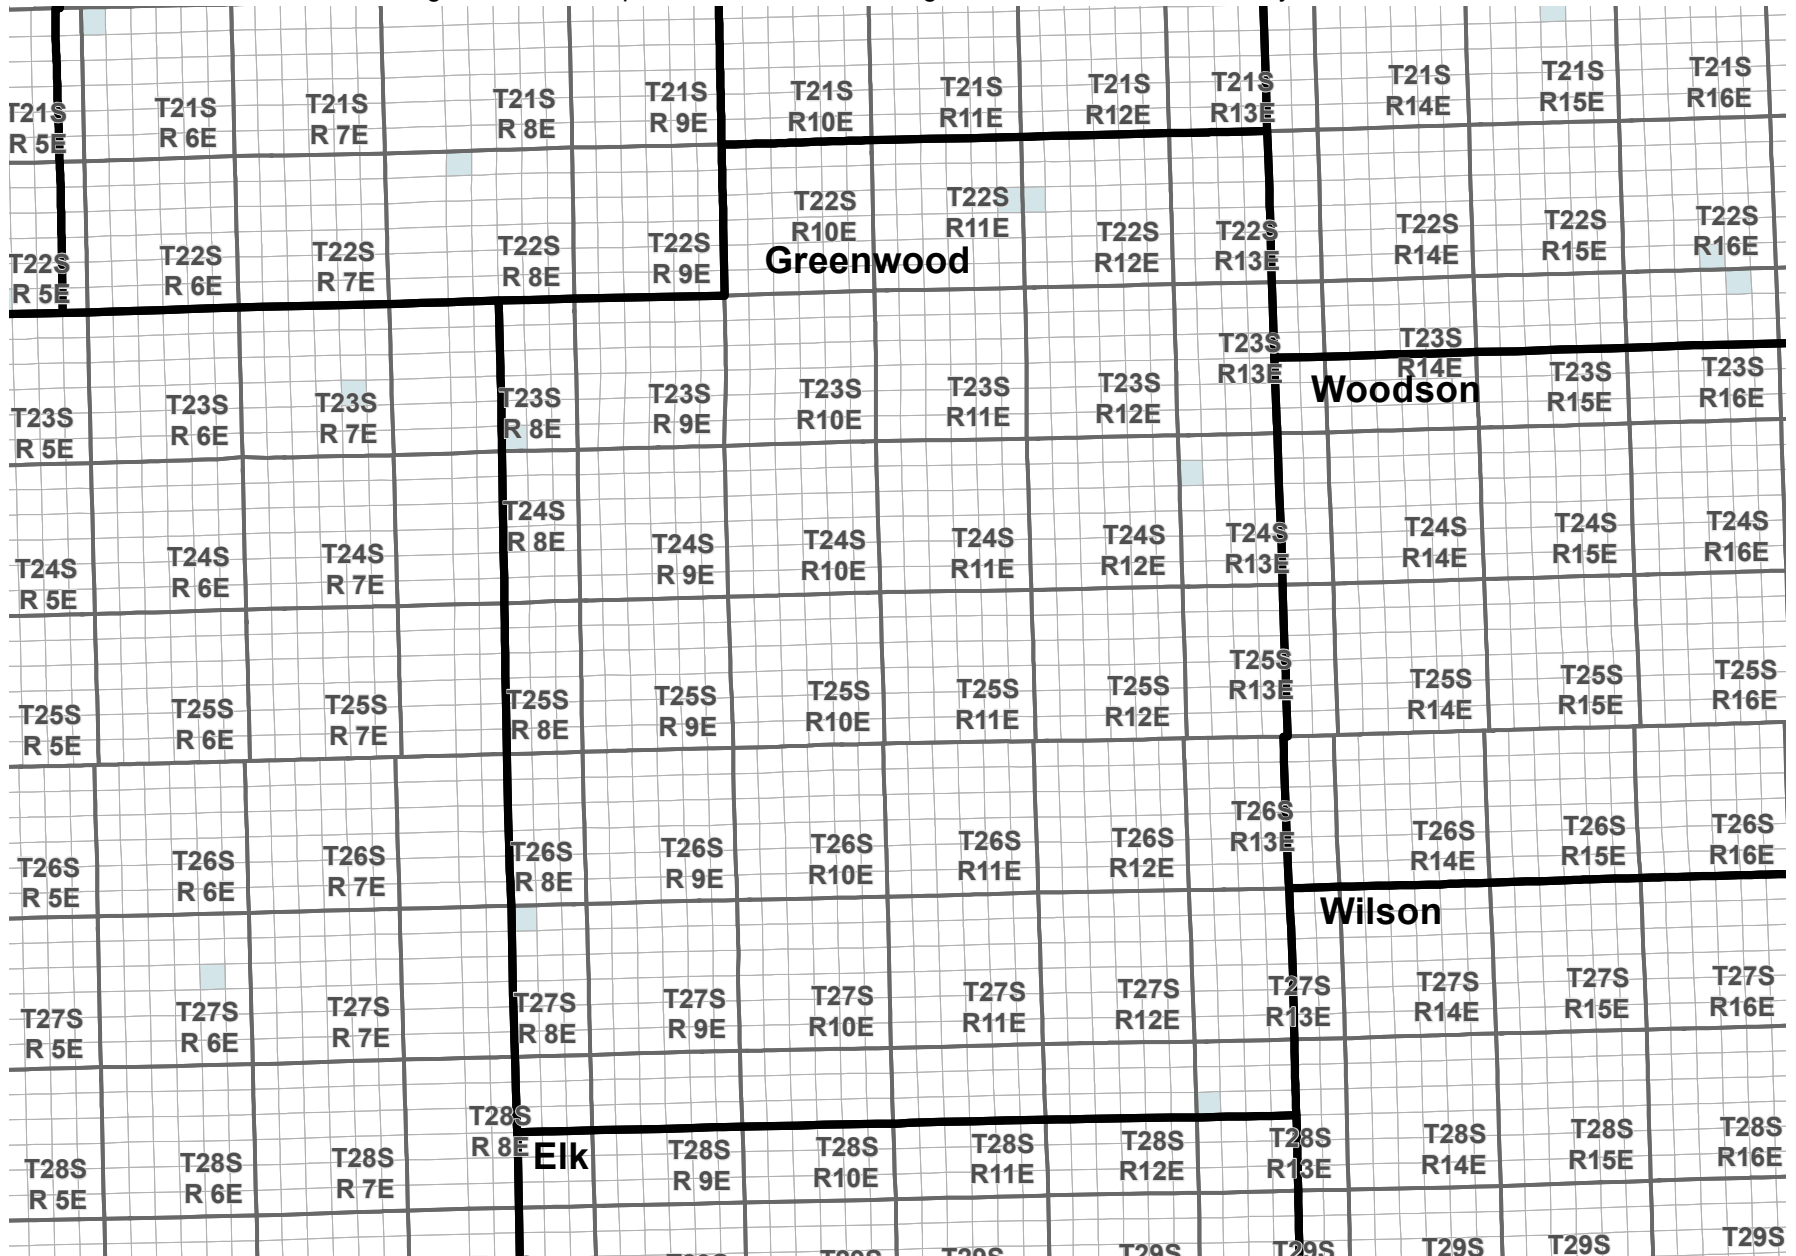 T21S
R 5E
T21S
R 6E
T21S
R 7E
T21S
R 8E
T21S
R 9E
T21S
R10E
T21S
R11E
T21S
R12E
T21S
R13E
T21S
R14E
T21S
R15E
T21S
R16E
T22S
R 5E
T22S
R 6E
T22S
R 7E
T22S
R 8E
T22S
R 9E
T22S
R10E
Greenwood
T22S
R11E
T22S
R12E
T22S
R13E
T22S
R14E
T22S
R15E
T22S
R16E
T23S
R 5E
T23S
R 6E
T23S
R 7E
T23S
R 8E
T23S
R 9E
T23S
R10E
T23S
R11E
T23S
R12E
T23S
R13E
T23S
R14E
Woodson
T23S
R15E
T23S
R16E
T24S
R 5E
T24S
R 6E
T24S
R 7E
T24S
R 8E
T24S
R 9E
T24S
R10E
T24S
R11E
T24S
R12E
T24S
R13E
T24S
R14E
T24S
R15E
T24S
R16E
T25S
R 5E
T25S
R 6E
T25S
R 7E
T25S
R 8E
T25S
R 9E
T25S
R10E
T25S
R11E
T25S
R12E
T25S
R13E
T25S
R14E
T25S
R15E
T25S
R16E
T26S
R 5E
T26S
R 6E
T26S
R 7E
T26S
R 8E
T26S
R 9E
T26S
R10E
T26S
R11E
T26S
R12E
T26S
R13E
T26S
R14E
T26S
R15E
T26S
R16E
Wilson
T27S
R 5E
T27S
R 6E
T27S
R 7E
T27S
R 8E
T27S
R 9E
T27S
R10E
T27S
R11E
T27S
R12E
T27S
R13E
T27S
R14E
T27S
R15E
T27S
R16E
T28S
R 5E
T28S
R 6E
T28S
R 7E
T28S
R 8E
Elk
T28S
R 9E
T28S
R10E
T28S
R11E
T28S
R12E
T28S
R13E
T28S
R14E
T28S
R15E
T28S
R16E
T29S
T29S
T29S
T29S
T29S
T29S
T29S